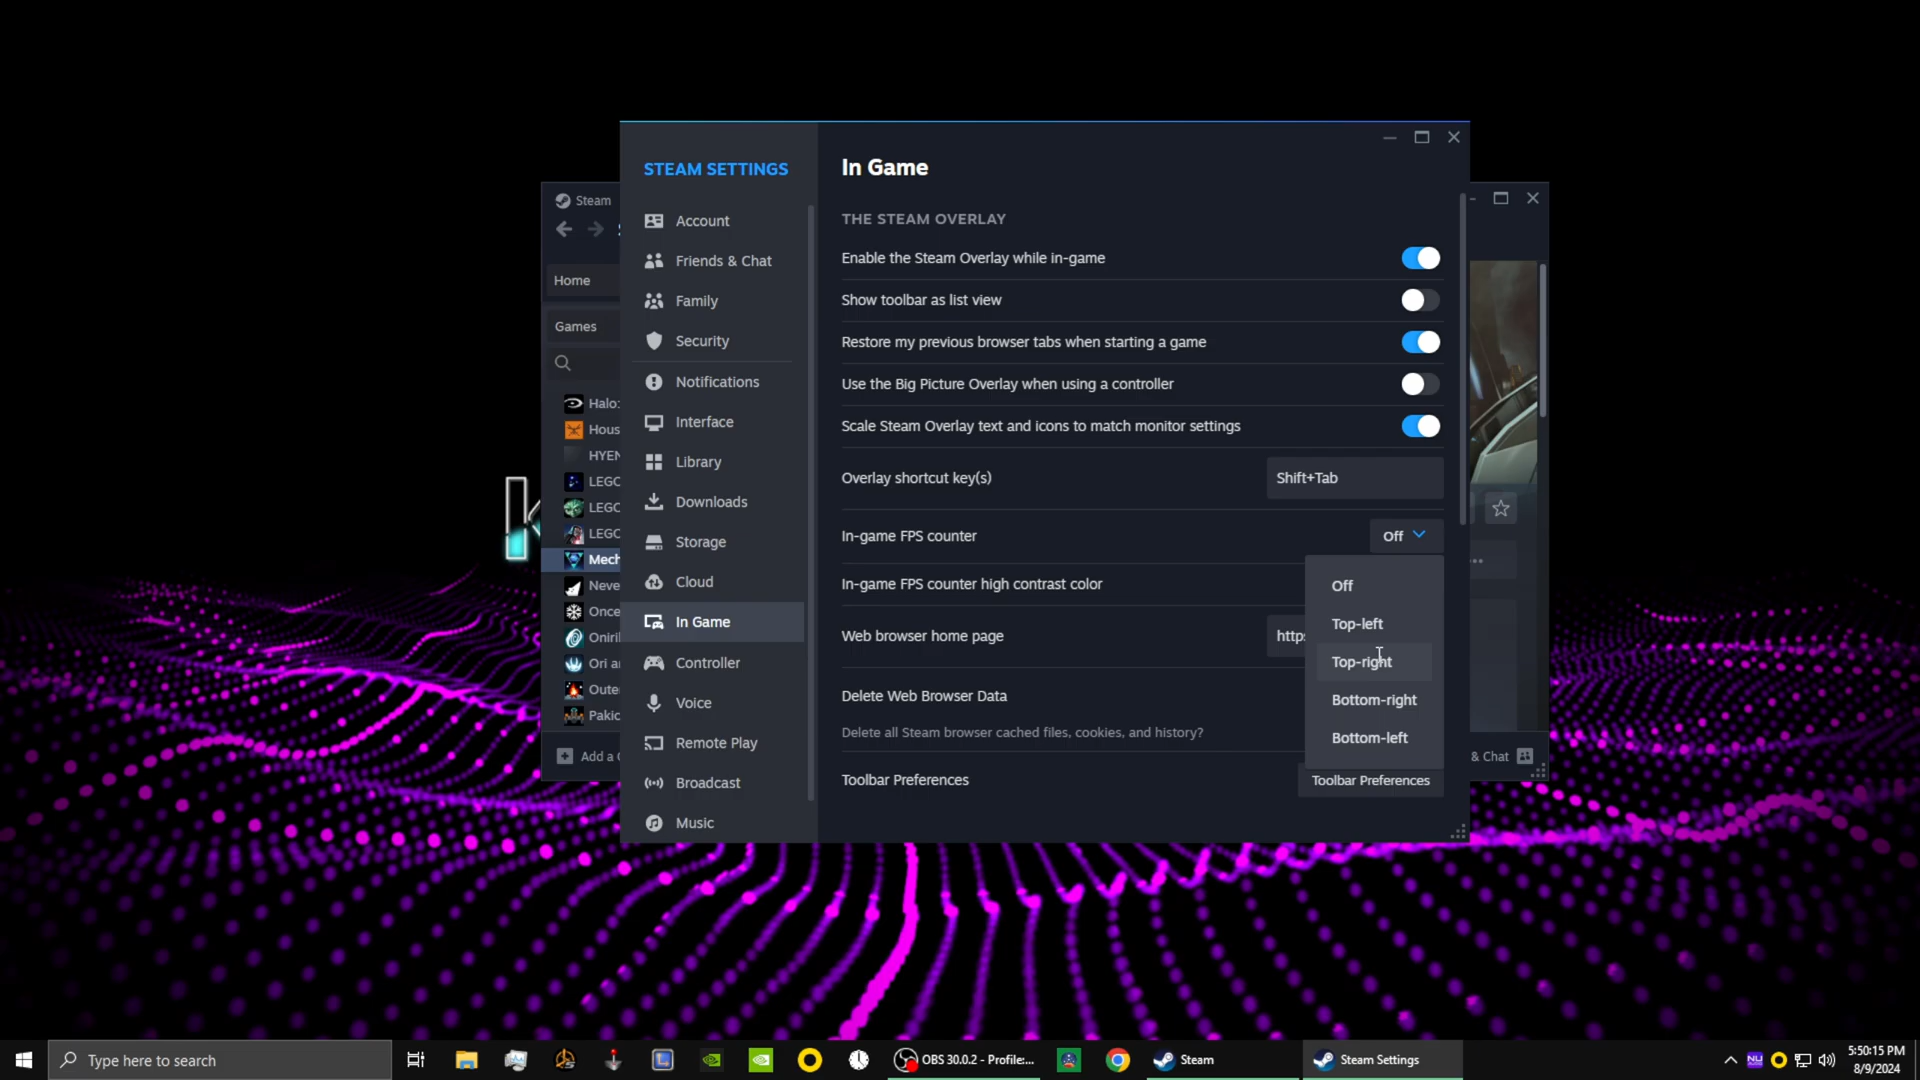 STEAM SETTINGS
Account
Friends & Chat
Family
Security
Notifications
Interface
Library
Downloads
Storage
Cloud
In Game
Controller
Voice
Remote Play
Broadcast
Music
In Game
THE STEAM OVERLAY
Enable the Steam Overlay while in-game
Show toolbar as list view
Restore my previous browser tabs when starting a game
Use the Big Picture Overlay when using a controller
Scale Steam Overlay text and icons to match monitor settings
Overlay shortcut key(s) Shift+Tab
In-game FPS counter Off
Off
Top-left
Top-right
Bottom-right
Bottom-left
In-game FPS counter high contrast color
Web browser home page http
Delete Web Browser Data
Delete all Steam browser cached files, cookies, and history?
Toolbar Preferences Toolbar Preferences
Steam
Home
Games
Halo:
Hous
HYEN
LEGO
LEGO
LEGO
Mech
Neve
Once
Oniri
Ori a
Oute
Pakic
Add a
& Chat
K
Type here to search
OBS 30.0.2 - Profile:...
Steam
Steam Settings
NU
5:50:15 PM
8/9/2024